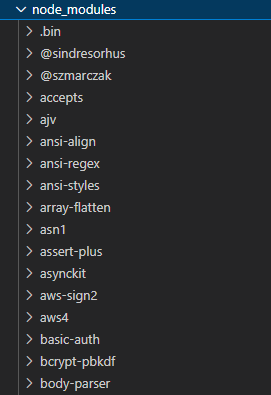 node_modules
.bin
@sindresorhus
@szmarczak
accepts
ajv
ansi-align
ansi-regex
ansi-styles
array-flatten
asn1
assert-plus
asynckit
aws-sign2
aws4
basic-auth
bcrypt-pbkdf
body-parser